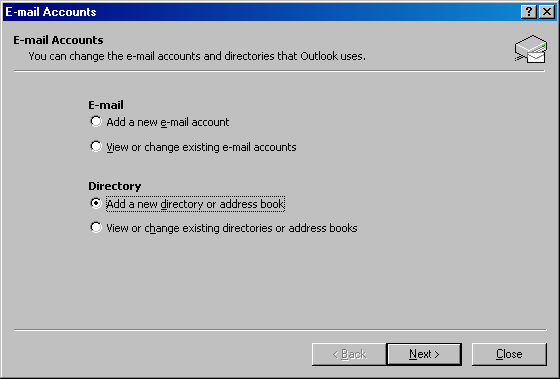 E-mail Accounts
E-mail Accounts
You can change the e-mail accounts and directories that Outlook uses.
E-mail
Add a new e-mail account
View or change existing e-mail accounts
Directory
Add a new directory or address book
View or change existing directories or address books
< Back
Next >
Close